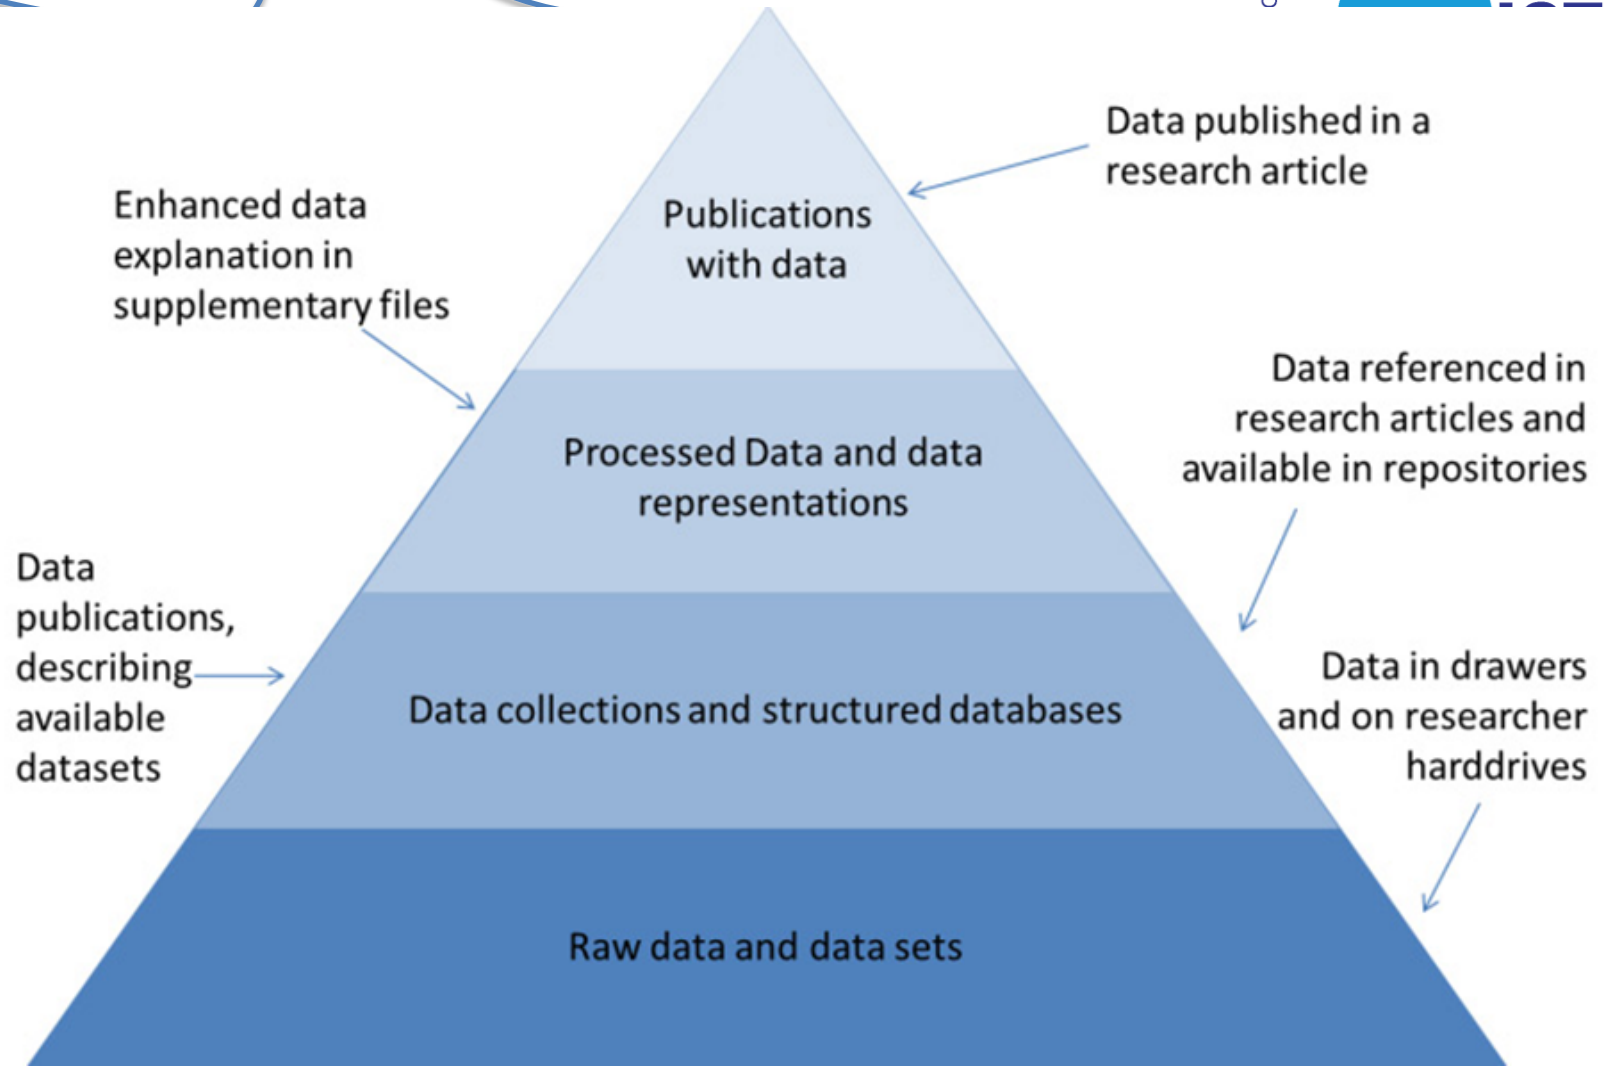 Data published in a
research article
Enhanced data
explanation in
supplementary files
Publications
with data
Data referenced in
research articles and
available in repositories
Processed Data and data
representations
Data
publications,
describing
available
datasets
Data in drawers
and on researcher
harddrives
Data collections and structured databases
Raw data and data sets